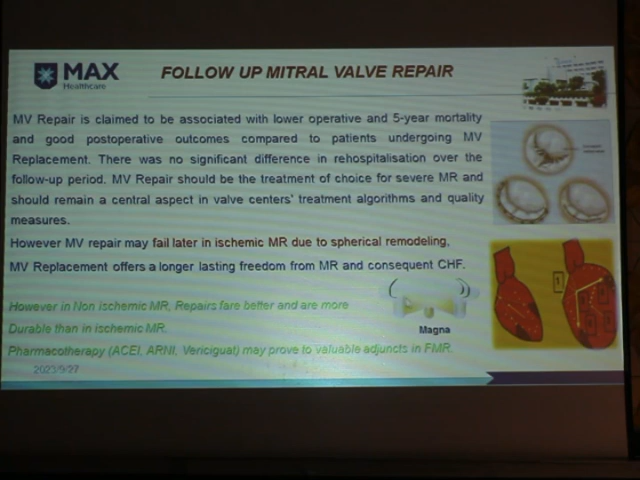 MAX
Healthcare
FOLLOW UP MITRAL VALVE REPAIR
MV Repair is claimed to be associated with lower operative and 5-year mortality
and good postoperative outcomes compared to patients undergoing MV
Replacement. There was no significant difference in rehospitalisation over the
follow-up period. MV Repair should be the treatment of choice for severe MR and
should remain a central aspect in valve centers' treatment algorithms and quality
measures.
However MV repair may fail later in ischemic MR due to spherical remodeling,
MV Replacement offers a longer lasting freedom from MR and consequent CHF.
However in Non ischemic MR, Repairs fare better and are more
Durable than in ischemic MR.
Magna
Pharmacotherapy (ACEI, ARNI, Vericiguat) may prove to valuable adjuncts in FMR.
2023/5/27
1